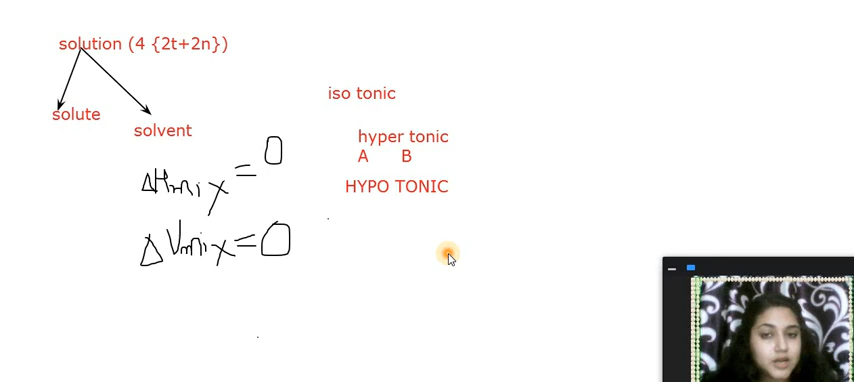 solution (4 {2t+2n})
solute
solvent
ΔHmix = 0
ΔVmix = 0
iso tonic
hyper tonic
A B
HYPO TONIC